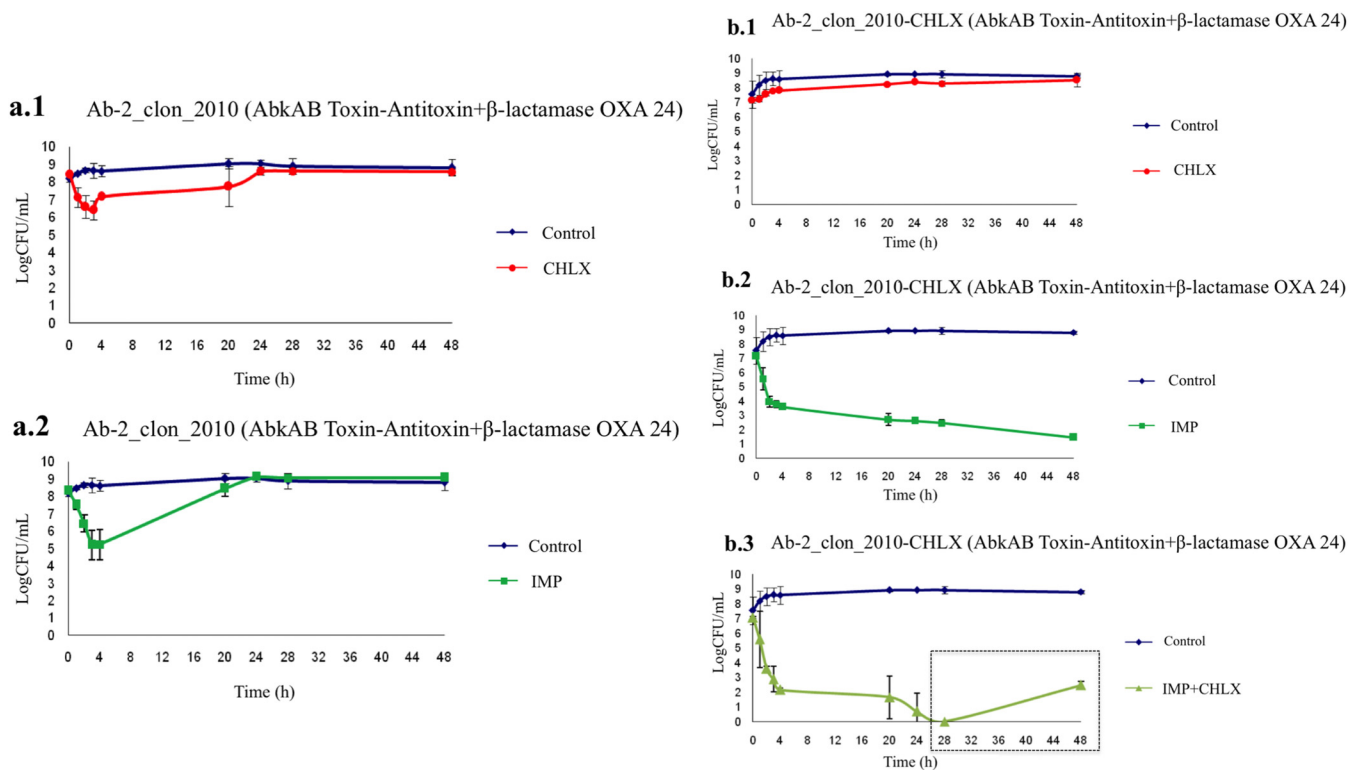 a.1 Ab-2_clon_2010 (AbkAB Toxin-Antitoxin+β-lactamase OXA 24)
LogCFU/mL
10
9
8
7
6
5
4
3
2
1
0
0 4 8 12 16 20 24 28 32 36 40 44 48
Time (h)
Control
CHLX
a.2 Ab-2_clon_2010 (AbkAB Toxin-Antitoxin+β-lactamase OXA 24)
LogCFU/mL
10
9
8
7
6
5
4
3
2
1
0
0 4 8 12 16 20 24 28 32 36 40 44 48
Time (h)
Control
IMP
b.1 Ab-2_clon_2010-CHLX (AbkAB Toxin-Antitoxin+β-lactamase OXA 24)
LogCFU/mL
10
9
8
7
6
5
4
3
2
1
0
0 4 8 12 16 20 24 28 32 36 40 44 48
Time (h)
Control
CHLX
b.2 Ab-2_clon_2010-CHLX (AbkAB Toxin-Antitoxin+β-lactamase OXA 24)
LogCFU/mL
10
9
8
7
6
5
4
3
2
1
0
0 4 8 12 16 20 24 28 32 36 40 44 48
Time (h)
Control
IMP
b.3 Ab-2_clon_2010-CHLX (AbkAB Toxin-Antitoxin+β-lactamase OXA 24)
LogCFU/mL
10
9
8
7
6
5
4
3
2
1
0
0 4 8 12 16 20 24 28 32 36 40 44 48
Time (h)
Control
IMP+CHLX